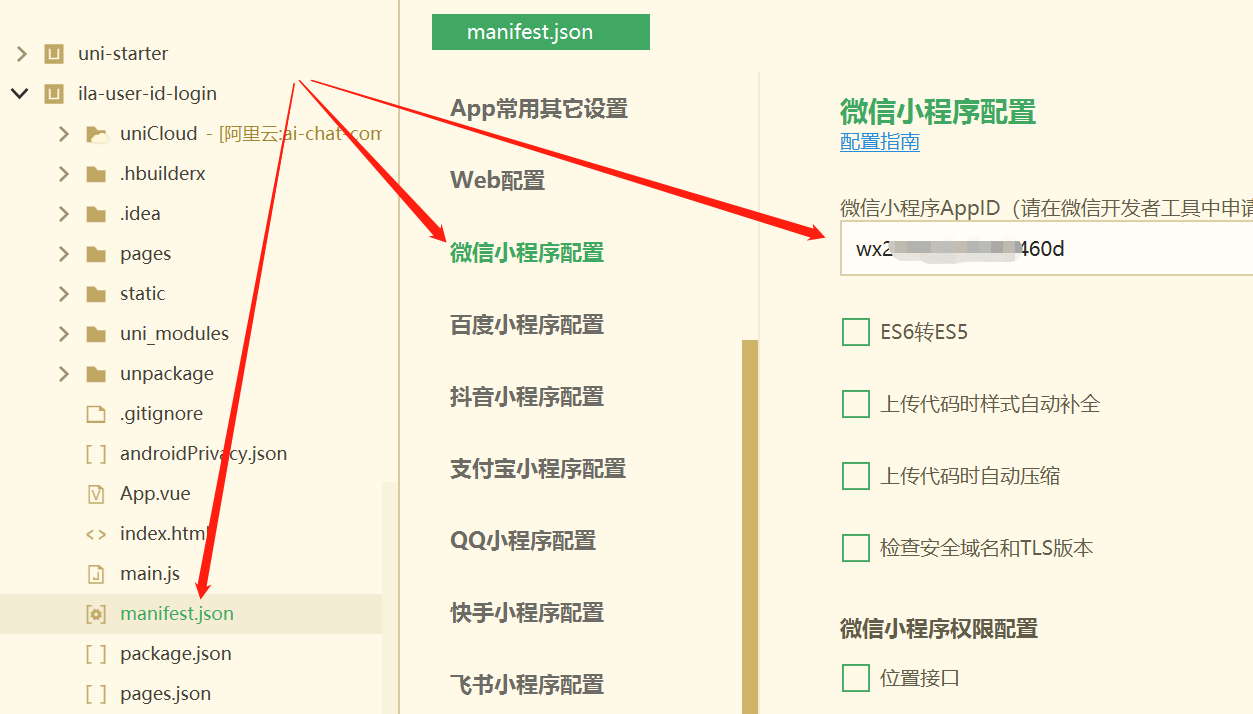 uni-starter
ila-user-id-login
uniCloud - [阿里云:ai-chat-com
.hbuilderx
.idea
pages
static
uni_modules
unpackage
.gitignore
androidPrivacy.json
App.vue
index.html
main.js
manifest.json
package.json
pages.json
manifest.json
App常用其它设置
Web配置
微信小程序配置
百度小程序配置
抖音小程序配置
支付宝小程序配置
QQ小程序配置
快手小程序配置
飞书小程序配置
微信小程序配置
配置指南
微信小程序AppID（请在微信开发者工具中申请
wx2 460d
ES6转ES5
上传代码时样式自动补全
上传代码时自动压缩
检查安全域名和TLS版本
微信小程序权限配置
位置接口